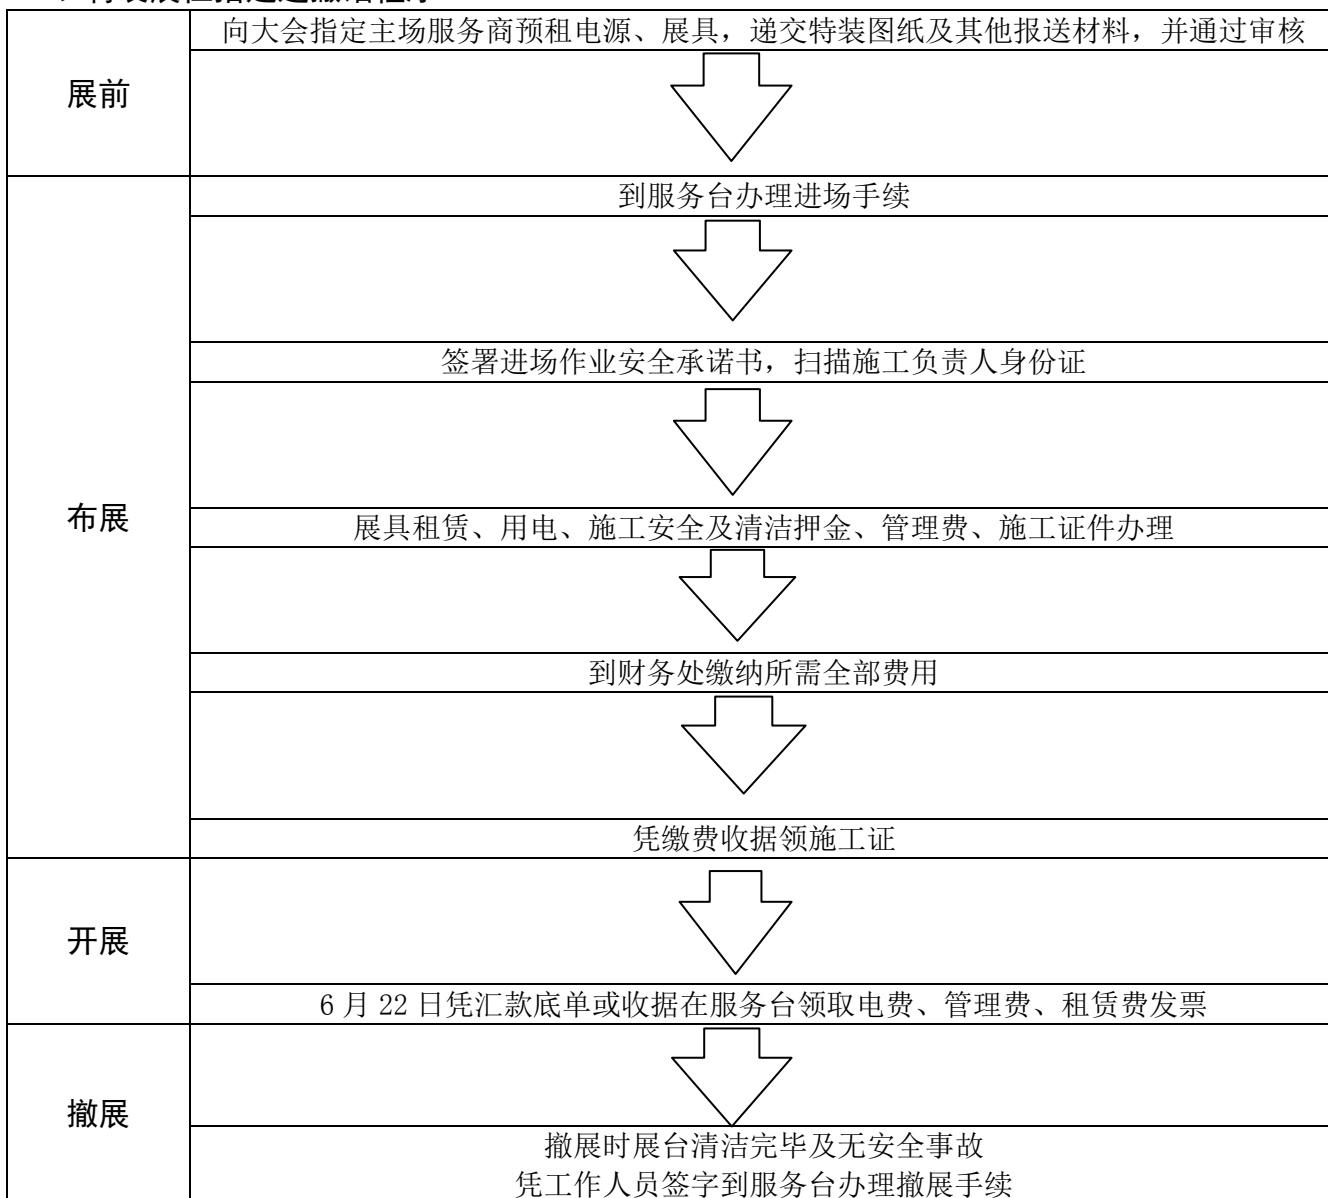 向大会指定主场服务商预租电源、展具，递交特装图纸及其他报送材料，并通过审核
展前
到服务台办理进场手续
签署进场作业安全承诺书，扫描施工负责人身份证
布展
展具租赁、用电、施工安全及清洁押金、管理费、施工证件办理
到财务处缴纳所需全部费用
凭缴费收据领施工证
开展
6 月 22 日凭汇款底单或收据在服务台领取电费、管理费、租赁费发票
撤展
撤展时展台清洁完毕及无安全事故
凭工作人员签字到服务台办理撤展手续